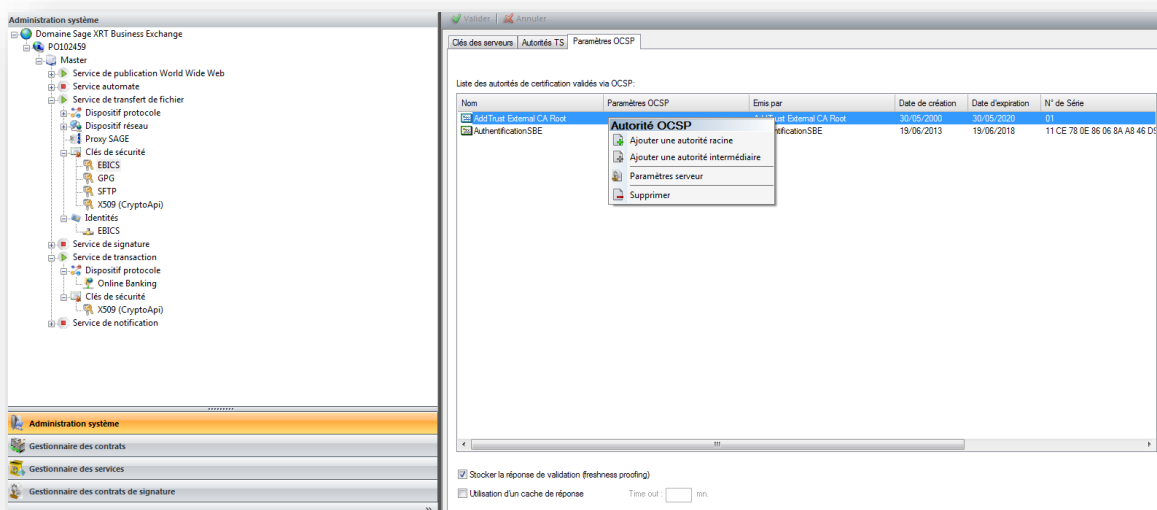 Administration système
Domaine Sage XRT Business Exchange
PO102459
Master
Service de publication World Wide Web
Service automate
Service de transfert de fichier
Dispositif protocole
Dispositif réseau
Proxy SAGE
Clés de sécurité
EBICS
GPG
SFTP
X509 (CryptoApi)
Identités
EBICS
Service de signature
Service de transaction
Dispositif protocole
Online Banking
Clés de sécurité
X509 (CryptoApi)
Service de notification
Administration système
Gestionnaire des contrats
Gestionnaire des services
Gestionnaire des contrats de signature
Valider Annuler
Clés des serveurs Autorités TS Paramètres OCSP
Liste des autorités de certification validés via OCSP:
Nom Paramètres OCSP Emis par Date de création Date d'expiration N° de Série
AddTrust External CA Root AddTrust External CA Root 30/05/2000 30/05/2020 01
AuthentificationSBE ntificationSBE 19/06/2013 19/06/2018 11 CE 78 0E 86 06 8A A8 46 D9
Autorité OCSP
Ajouter une autorité racine
Ajouter une autorité intermédiaire
Paramètres serveur
Supprimer
Stocker la réponse de validation (freshness proofing)
Utilisation d'un cache de réponse Time out : mn.